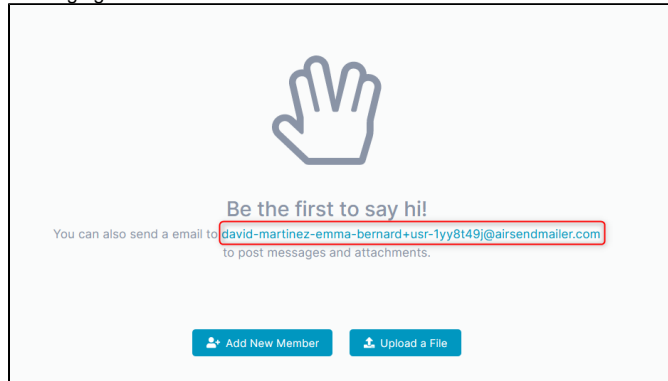 Be the first to say hi!
You can also send a email to david-martinez-emma-bernard+usr-1yy8t49j@airsendmailer.com
to post messages and attachments.
Add New Member
Upload a File